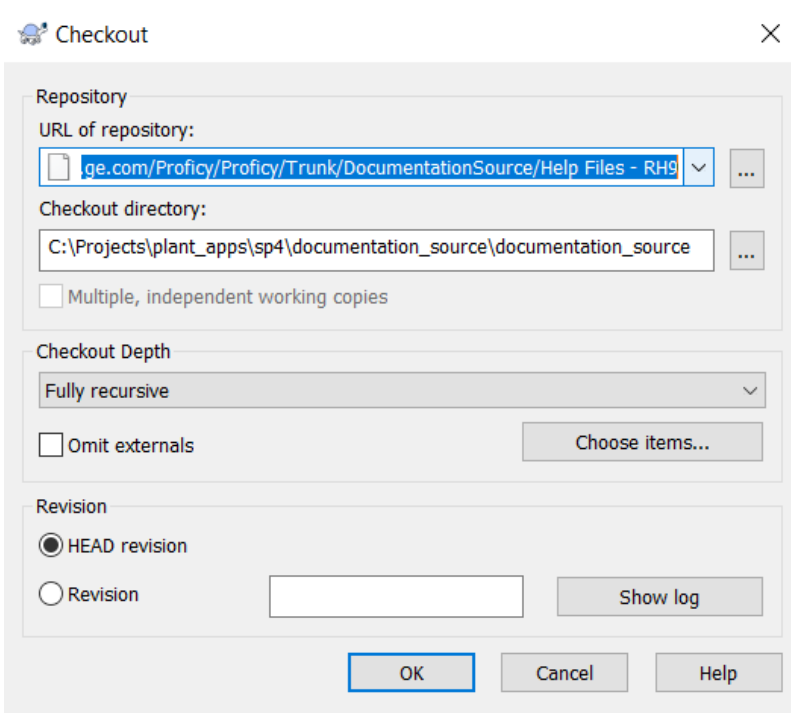 Checkout
Repository
URL of repository:
.ge.com/Proficy/Proficy/Trunk/DocumentationSource/Help Files - RH9
...
Checkout directory:
C:\Projects\plant_apps\sp4\documentation_source\documentation_source
...
Multiple, independent working copies
Checkout Depth
Fully recursive
Omit externals
Choose items...
Revision
HEAD revision
Revision
Show log
OK Cancel Help